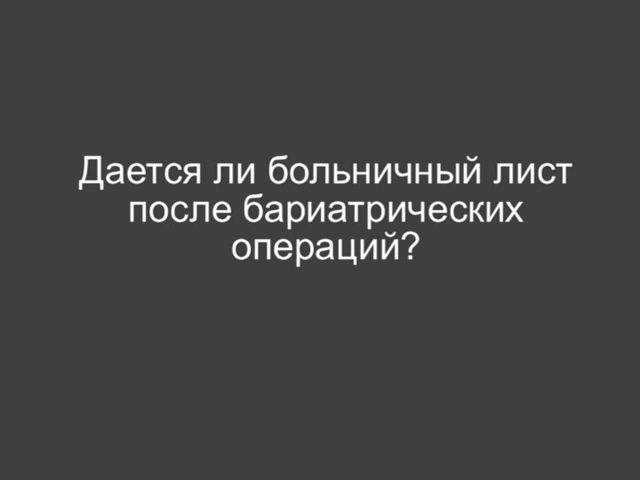 Дается ли больничный лист
после бариатрических
операций?